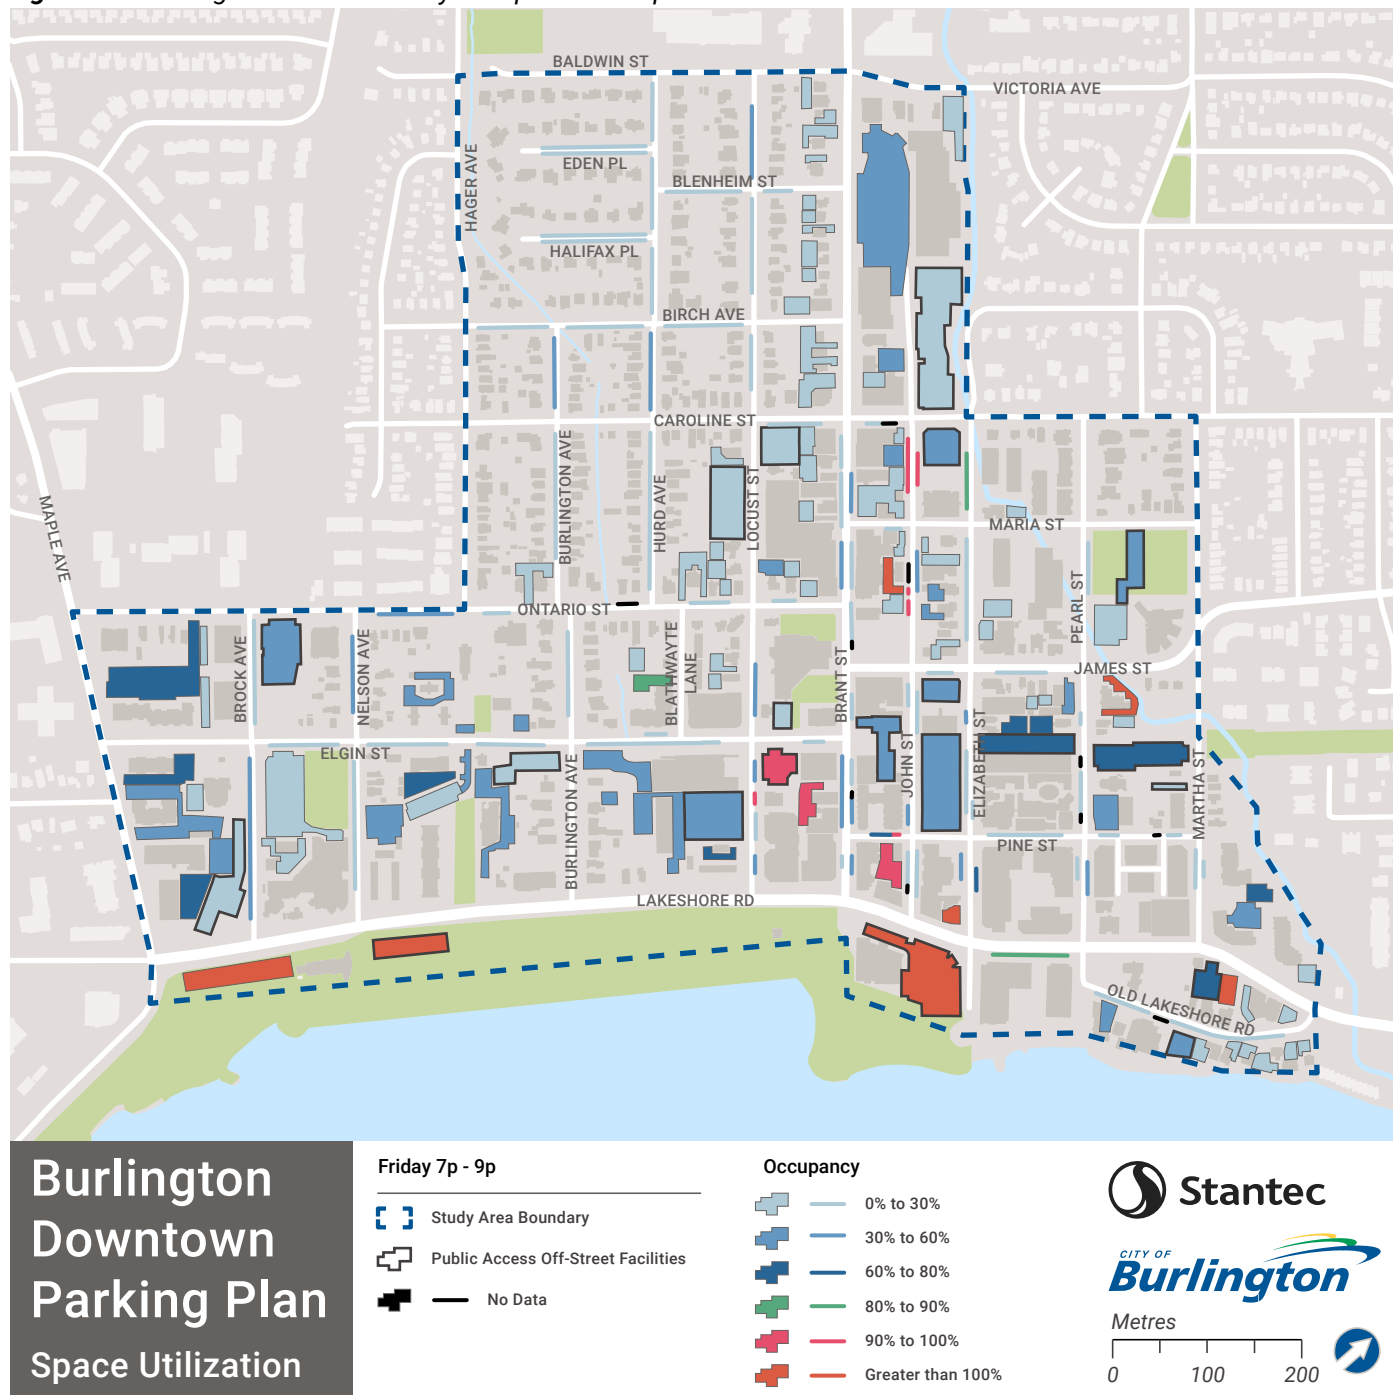 BALDWIN ST
VICTORIA AVE
HAGER AVE
EDEN PL
BLENHEIM ST
HALIFAX PL
BIRCH AVE
CAROLINE ST
BURLINGTON AVE
HURD AVE
LOCUST ST
MAPLE AVE
MARIA ST
PEARL ST
ONTARIO ST
BROCK AVE
NELSON AVE
BLATHWAYTE
LANE
BRANT ST
JAMES ST
ELGIN ST
JOHN ST
ELIZABETH ST
MARTHA ST
BURLINGTON AVE
PINE ST
LAKESHORE RD
OLD LAKESHORE RD
Burlington
Downtown
Parking Plan
Space Utilization
Friday 7p - 9p
Study Area Boundary
Public Access Off-Street Facilities
No Data
Occupancy
0% to 30%
30% to 60%
60% to 80%
80% to 90%
90% to 100%
Greater than 100%
Stantec
CITY OF
Burlington
Metres
0 100 200